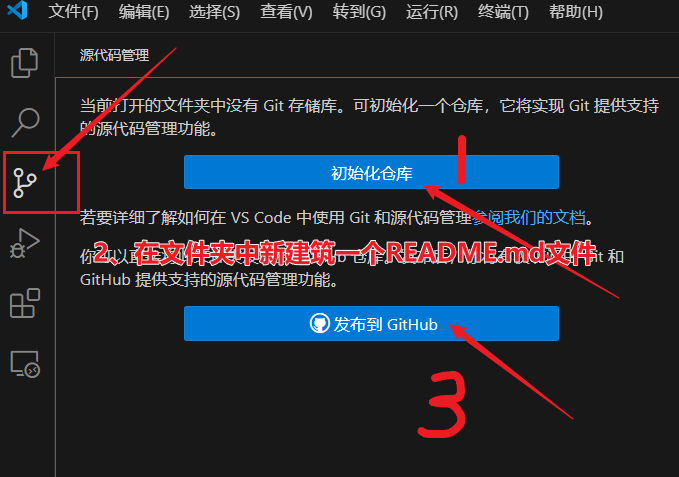 文件(F) 编辑(E) 选择(S) 查看(V) 转到(G) 运行(R) 终端(T) 帮助(H)
源代码管理
当前打开的文件夹中没有 Git 存储库。可初始化一个仓库，它将实现 Git 提供支持
的源代码管理功能。
1
初始化仓库
若要详细了解如何在 VS Code 中使用 Git 和源代码管理参阅我们的文档。
2、在文件夹中新建筑一个README.md文件
GitHub 提供支持的源代码管理功能。
发布到 GitHub
3